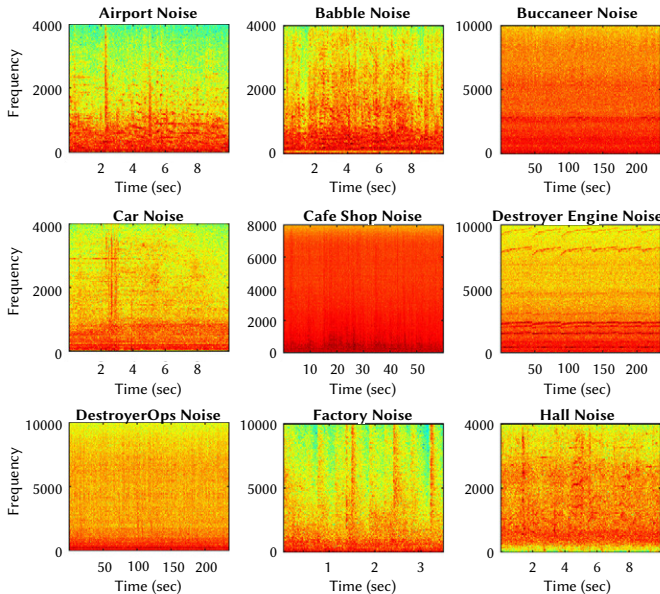 Airport Noise Babble Noise Buccaneer Noise
4000 4000 10000
2000 2000 5000
0 0 0
Frequency
2 4 6 8 2 4 6 8 50 100 150 200
Time (sec) Time (sec) Time (sec)
Car Noise Cafe Shop Noise Destroyer Engine Noise
4000 8000 10000
6000
2000 4000 5000
2000
0 0 0
Frequency
2 4 6 8 10 20 30 40 50 50 100 150 200
Time (sec) Time (sec) Time (sec)
DestroyerOps Noise Factory Noise Hall Noise
10000 10000 4000
5000 5000 2000
0 0 0
Frequency
50 100 150 200 1 2 3 2 4 6 8
Time (sec) Time (sec) Time (sec)